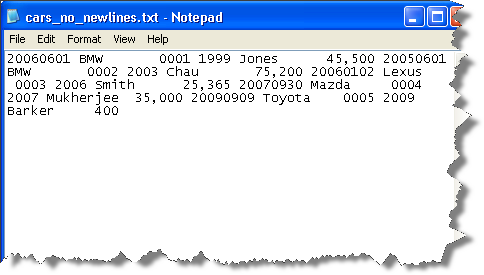 cars_no_newlines.txt - Notepad
File Edit Format View Help
20060601 BMW 0001 1999 Jones 45,500 20050601
BMW 0002 2003 Chau 75,200 20060102 Lexus
0003 2006 Smith 25,365 20070930 Mazda 0004
2007 Mukherjee 35,000 20090909 Toyota 0005 2009
Barker 400